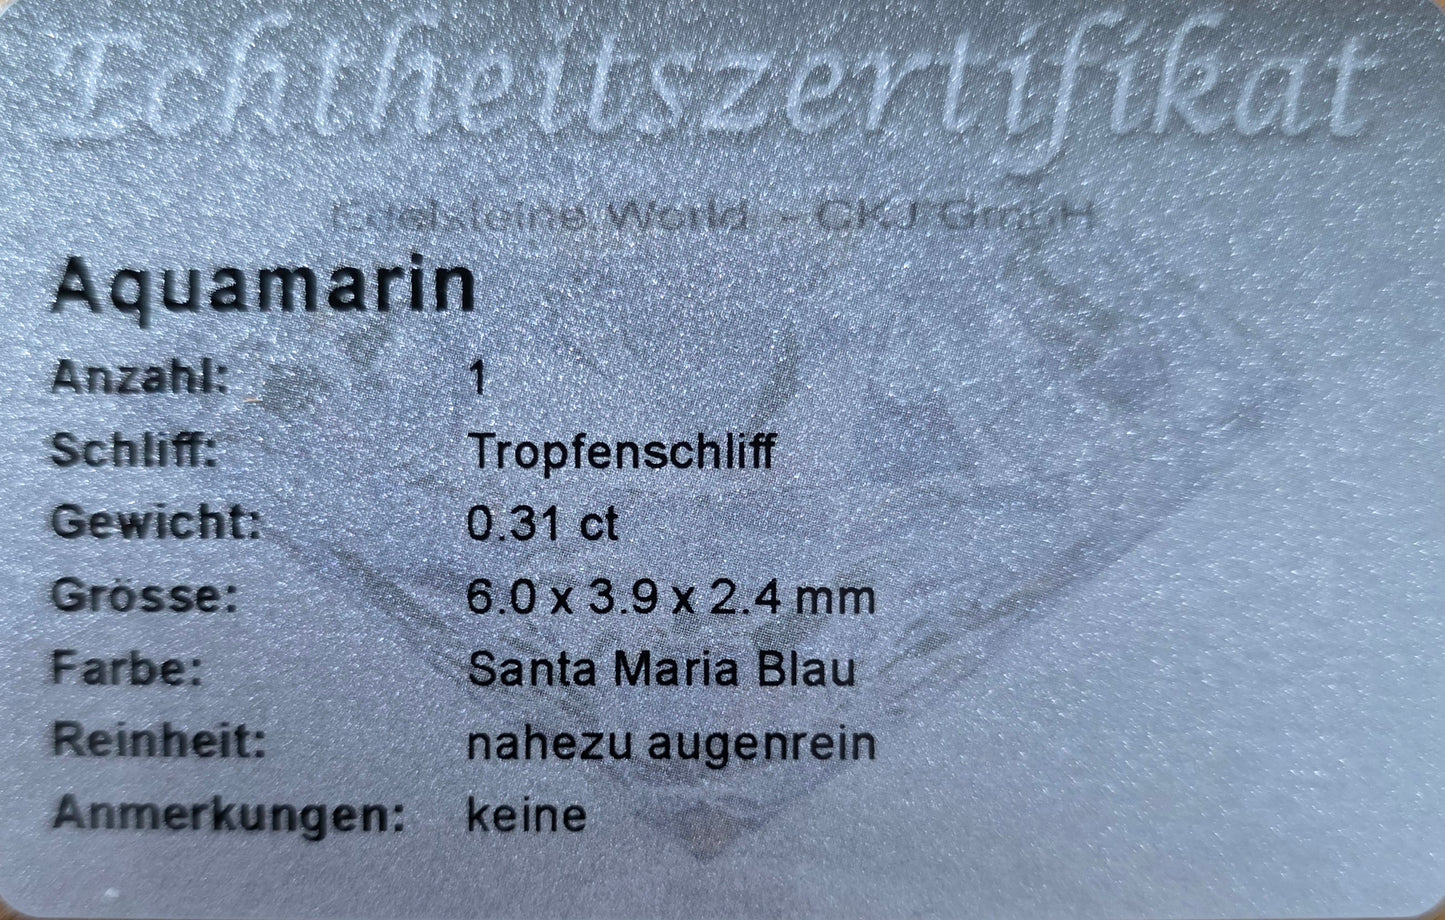 Echtheitszertifikat
Edelsteine World - CKJ GmbH
Aquamarin
Anzahl: 1
Schliff: Tropfenschliff
Gewicht: 0.31 ct
Grösse: 6.0 x 3.9 x 2.4 mm
Farbe: Santa Maria Blau
Reinheit: nahezu augenrein
Anmerkungen: keine